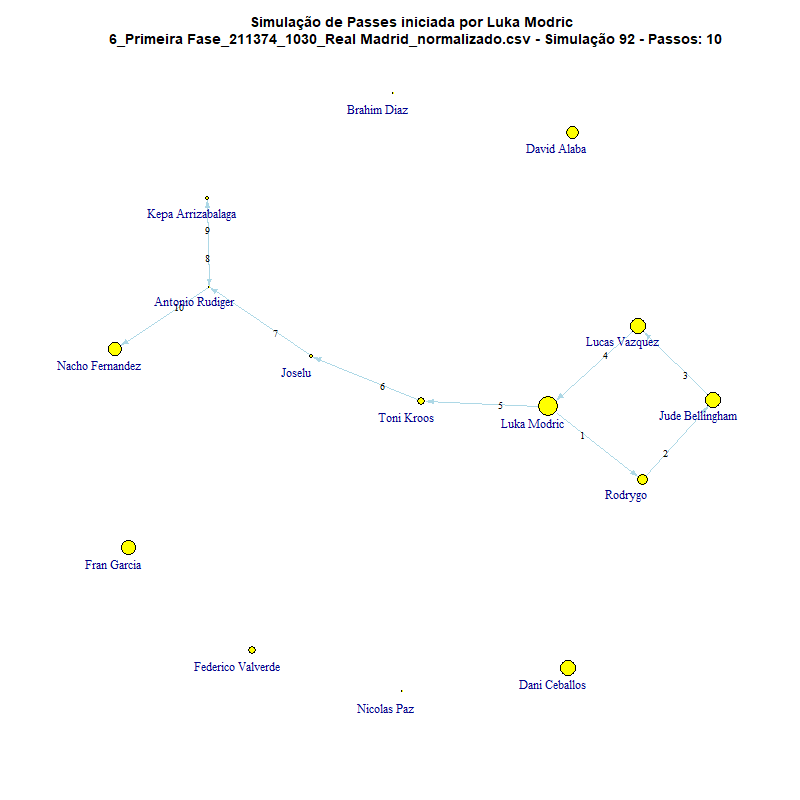 Simulação de Passes iniciada por Luka Modric
6_Primeira Fase_211374_1030_Real Madrid_normalizado.csv - Simulação 92 - Passos: 10
Brahim Diaz
David Alaba
Kepa Arrizabalaga
9
8
Antonio Rudiger
10
7
Nacho Fernandez
Joselu
Lucas Vazquez
4
3
6
5
Toni Kroos
Luka Modric
Jude Bellingham
1
2
Rodrygo
Fran Garcia
Federico Valverde
Dani Ceballos
Nicolas Paz